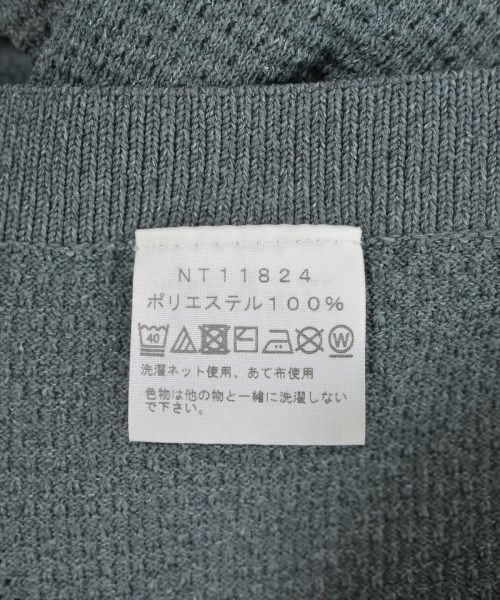 NT11824
ポリエステル100%
40 W
洗濯ネット使用、あて布使用
色物は他の物と一緒に洗濯しない
で下さい。